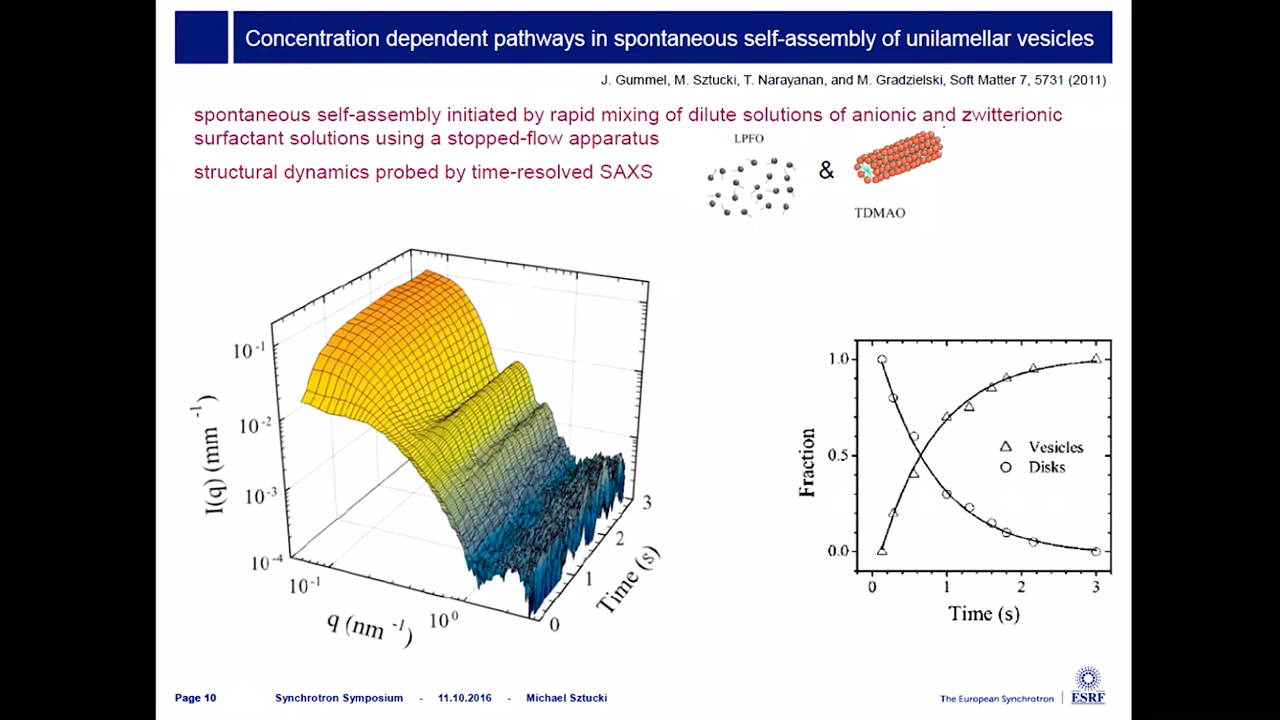 Concentration dependent pathways in spontaneous self-assembly of unilamellar vesicles
J. Gummel, M. Sztucki, T. Narayanan, and M. Gradzielski, Soft Matter 7, 5731 (2011)
spontaneous self-assembly initiated by rapid mixing of dilute solutions of anionic and zwitterionic
surfactant solutions using a stopped-flow apparatus
structural dynamics probed by time-resolved SAXS
LPFO
&
TDMAO
I(q) (mm⁻¹)
10⁻¹
10⁻²
10⁻³
10⁻⁴
10⁻¹
10⁰
q (nm⁻¹)
0
1
2
3
Time (s)
Fraction
1.0
0.5
0.0
Vesicles
Disks
0 1 2 3
Time (s)
Page 10 Synchrotron Symposium - 11.10.2016 - Michael Sztucki
The European Synchrotron ESRF